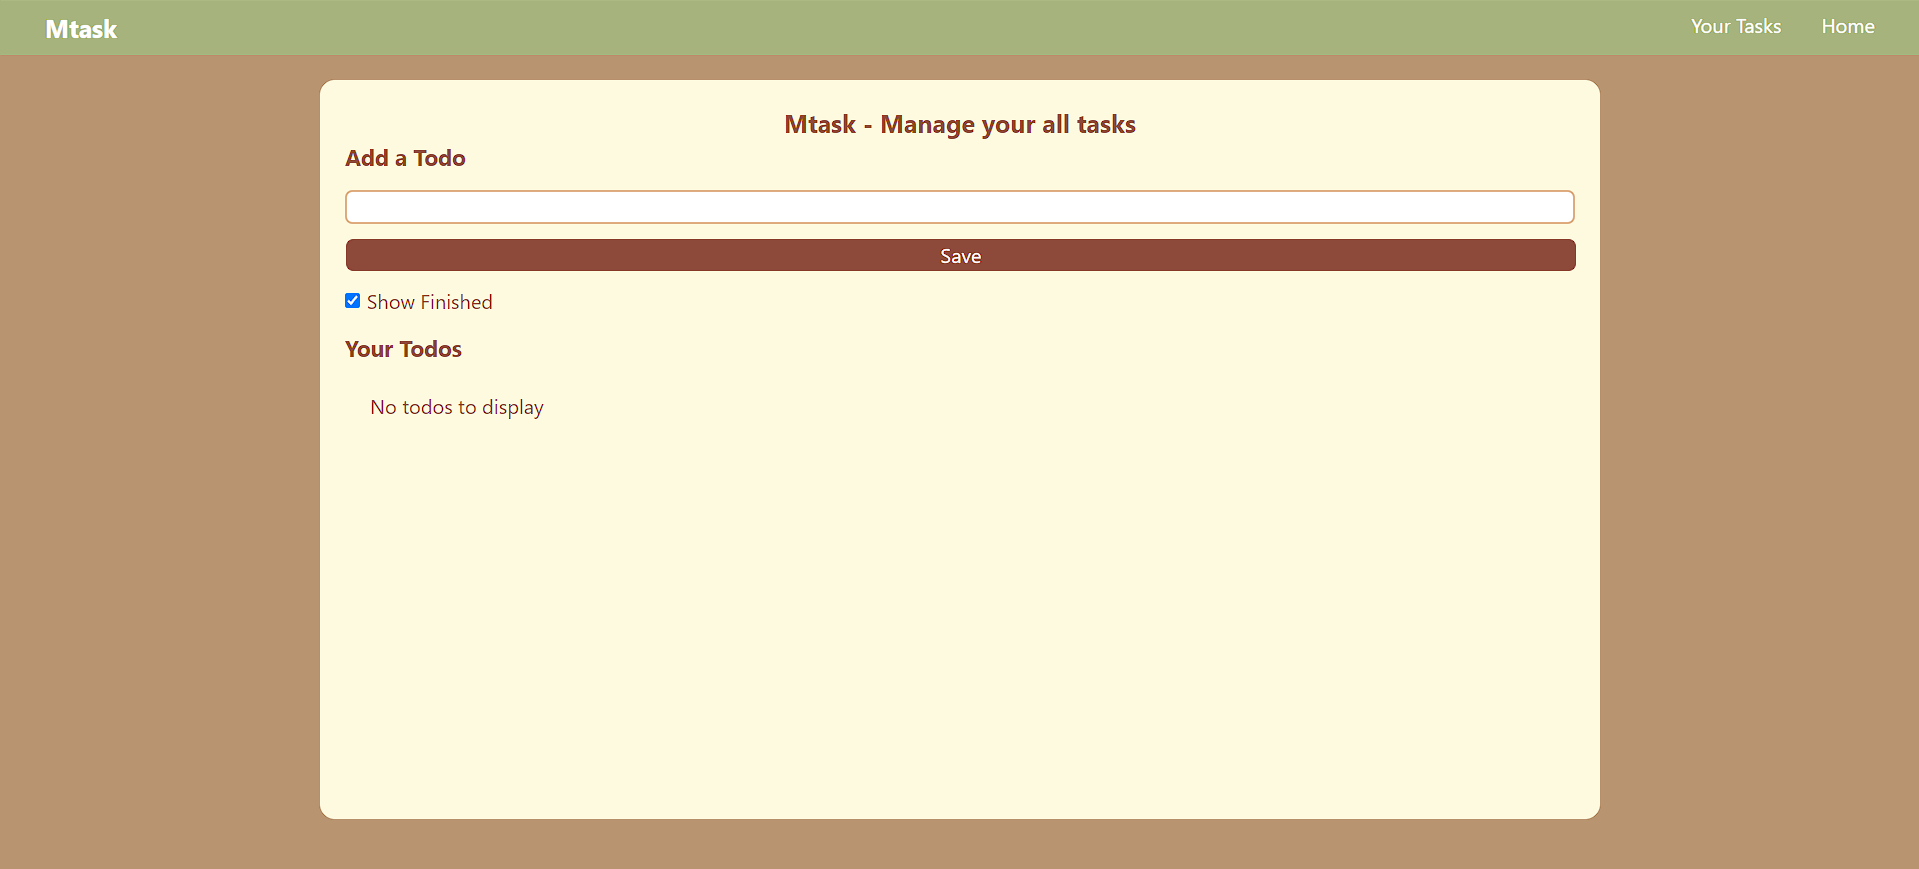 Mtask
Your Tasks
Home
Mtask - Manage your all tasks
Add a Todo
Save
Show Finished
Your Todos
No todos to display